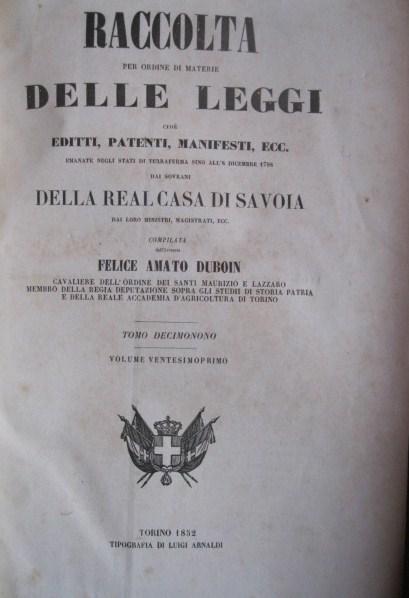 RACCOLTA
PER ORDINE DI MATERIE
DELLE LEGGI
CIOÈ
EDITTI, PATENTI, MANIFESTI, ECC.
EMANATE NEGLI STATI DI TERRAFERMA SINO ALL'8 DICEMBRE 1798
DAI SOVRANI
DELLA REAL CASA DI SAVOIA
DAI LORO MINISTRI, MAGISTRATI, ECC.
COMPILATA
dall'Avvocato
FELICE AMATO DUBOIN
CAVALIERE DELL'ORDINE DEI SANTI MAURIZIO E LAZZARO
MEMBRO DELLA REGIA DEPUTAZIONE SOPRA GLI STUDII DI STORIA PATRIA
E DELLA REALE ACCADEMIA D'AGRICOLTURA DI TORINO
TOMO DECIMONONO
VOLUME VENTESIMOPRIMO
TORINO 1852
TIPOGRAFIA DI LUIGI ARNALDI